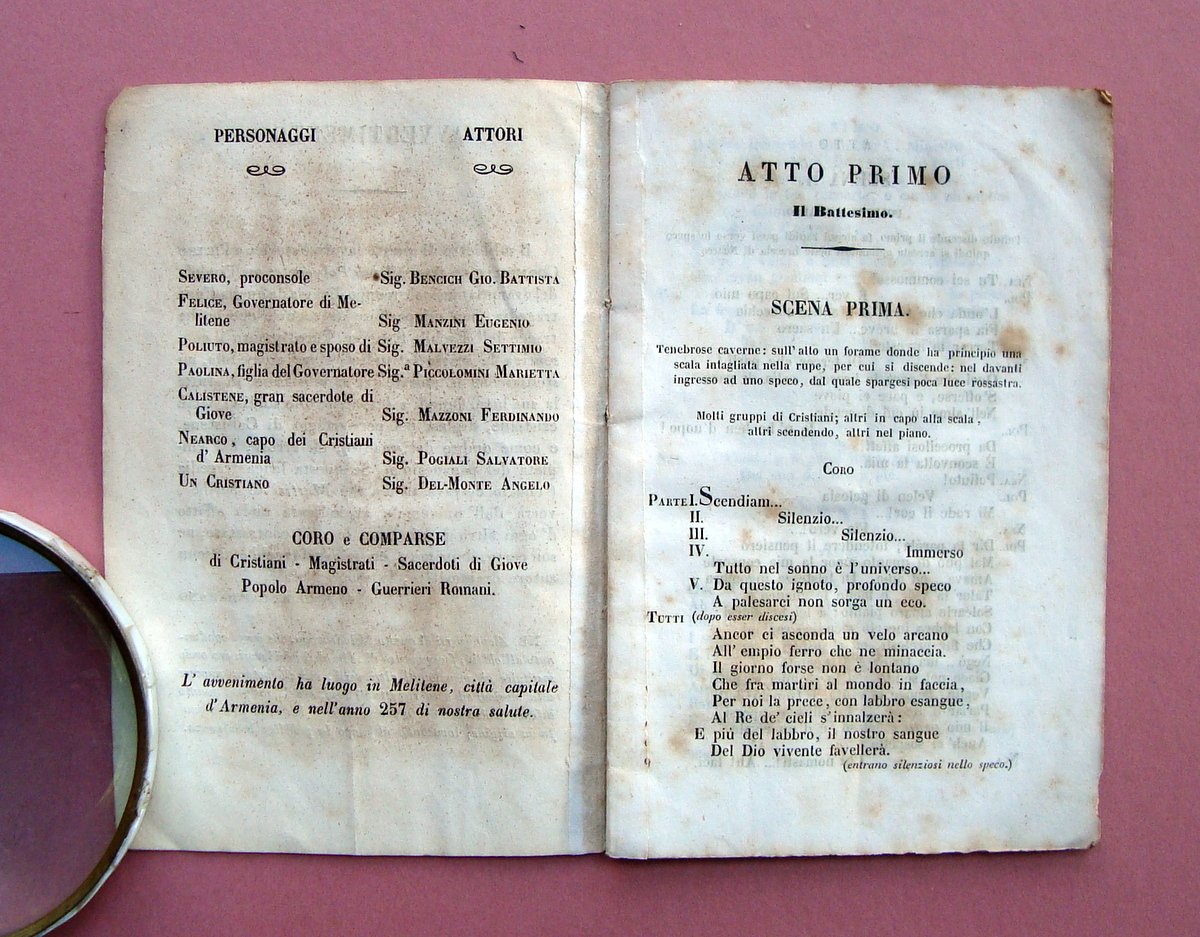 PERSONAGGI ATTORI
SEVERO, proconsole Sig. BENCICH GIO. BATTISTA
FELICE, Governatore di Me-
litene Sig MANZINI EUGENIO
POLIUTO, magistrato e sposo di Sig. MALVEZZI SETTIMIO
PAOLINA, figlia del Governatore Sig.ª PICCOLOMINI MARIETTA
CALISTENE, gran sacerdote di
Giove Sig. MAZZONI FERDINANDO
NEARCO, capo dei Cristiani
d' Armenia Sig. POGIALI SALVATORE
UN CRISTIANO Sig. DEL-MONTE ANGELO
CORO e COMPARSE
di Cristiani - Magistrati - Sacerdoti di Giove
Popolo Armeno - Guerrieri Romani.
L' avvenimento ha luogo in Melitene, città capitale
d'Armenia, e nell'anno 257 di nostra salute.
ATTO PRIMO
Il Battesimo.
SCENA PRIMA.
Tenebrose caverne: sull'alto un forame donde ha principio una
scala intagliata nella rupe, per cui si discende: nel davanti
ingresso ad uno speco, dal quale spargesi poca luce rossastra.
Molti gruppi di Cristiani; altri in capo alla scala,
altri scendendo, altri nel piano.
CORO
PARTE I. Scendiam...
II. Silenzio...
III. Silenzio...
IV. Immerso
Tutto nel sonno è l'universo...
V. Da questo ignoto, profondo speco
A palesarci non sorga un eco.
TUTTI (dopo esser discesi)
Ancor ci asconda un velo arcano
All' empio ferro che ne minaccia.
Il giorno forse non è lontano
Che fra martiri al mondo in faccia,
Per noi la prece, con labbro esangue,
Al Re de' cieli s'innalzerà:
E più del labbro, il nostro sangue
Del Dio vivente favellerà.
(entrano silenziosi nello speco.)